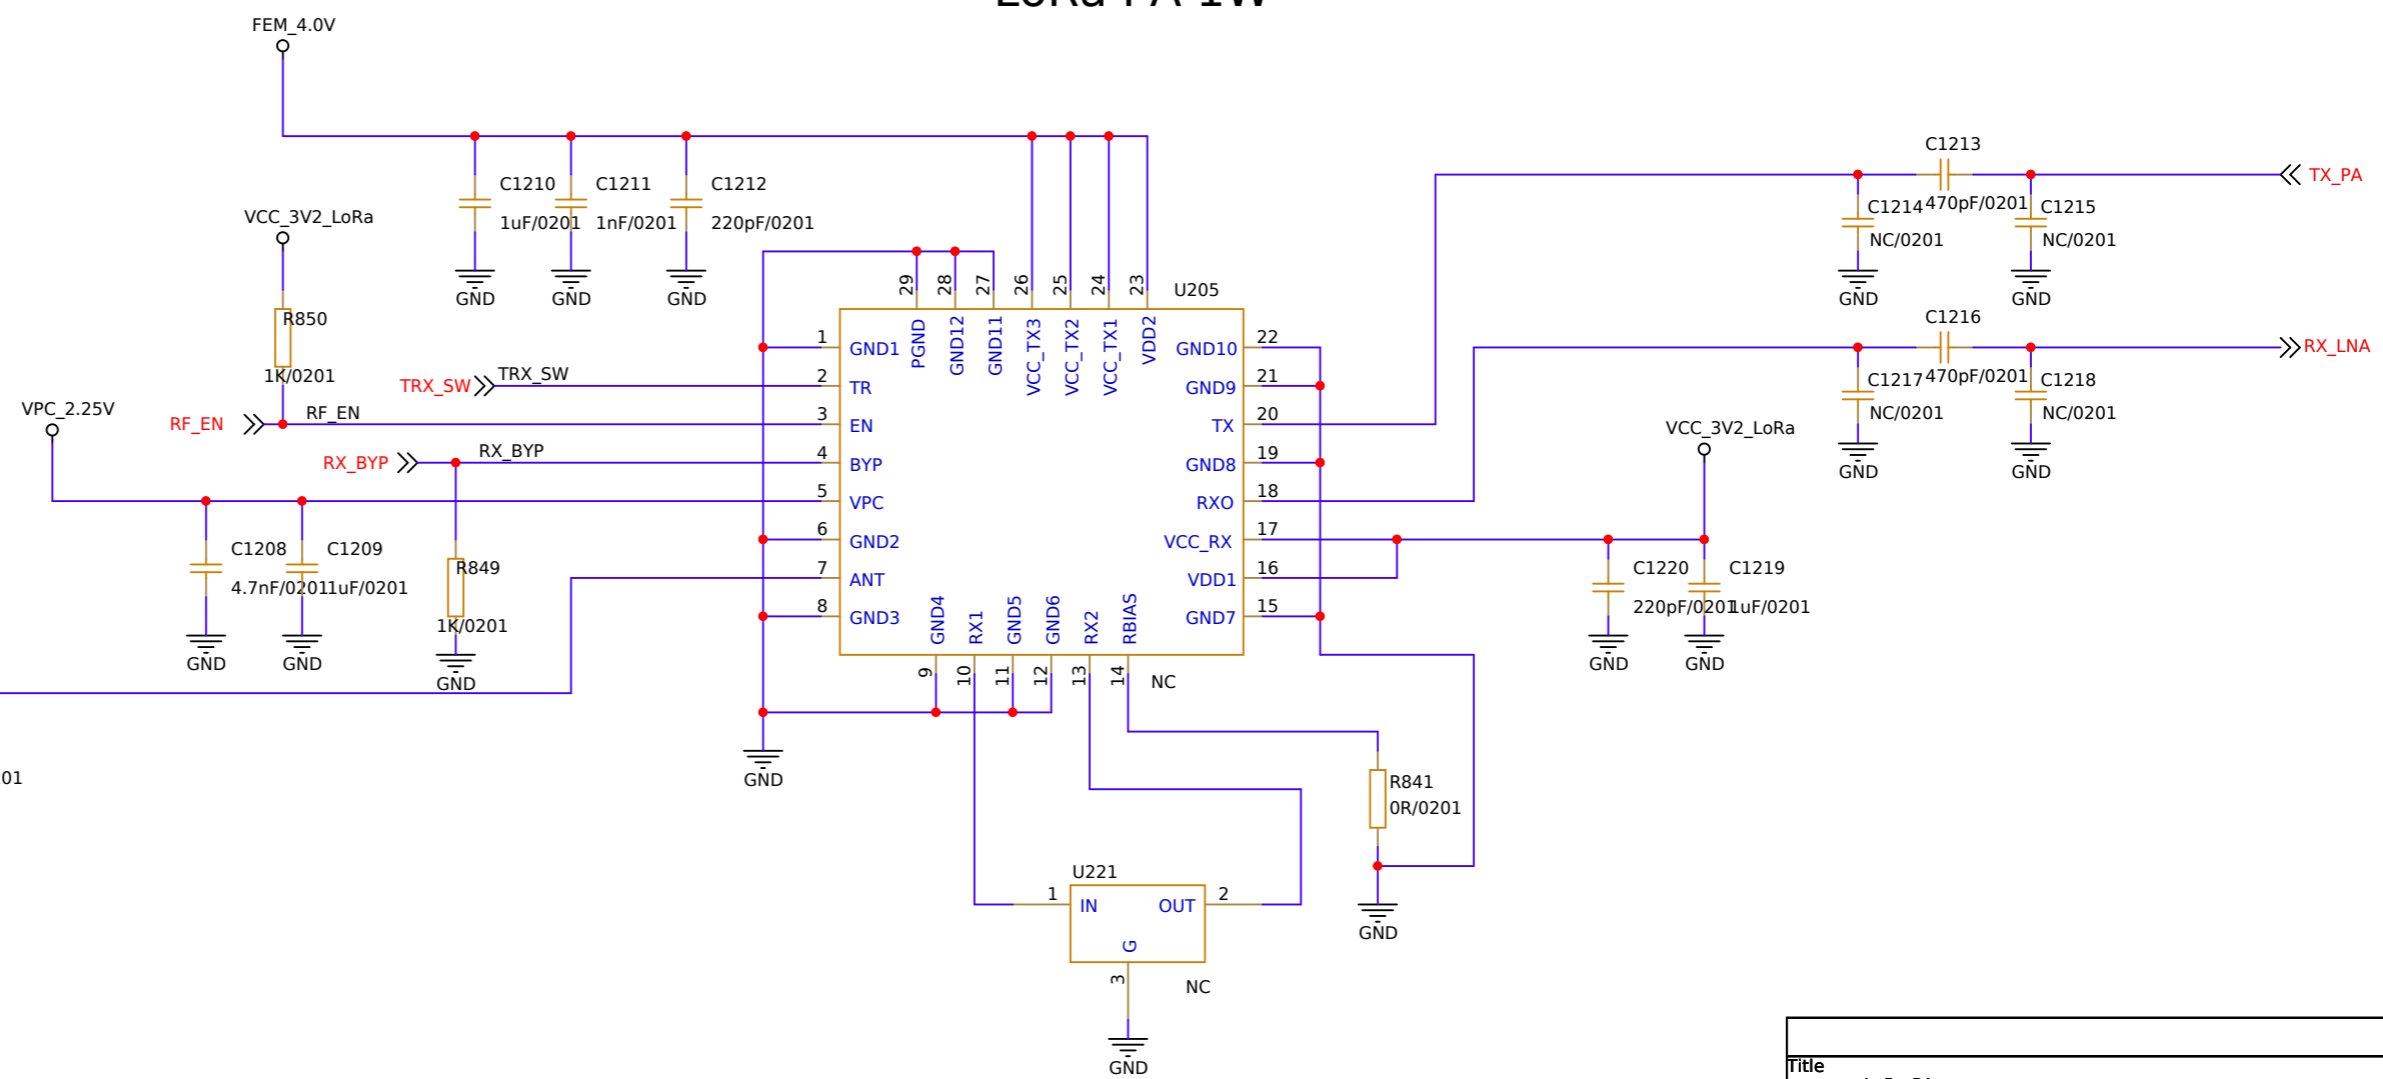 LoRa PA 1W
FEM_4.0V
C1210
1uF/0201
C1211
1nF/0201
C1212
220pF/0201
GND
GND
GND
VCC_3V2_LoRa
R850
1K/0201
TRX_SW
TRX_SW
RF_EN
RF_EN
RX_BYP
RX_BYP
VPC_2.25V
C1208
4.7nF/0201
C1209
1uF/0201
R849
1K/0201
GND
GND
GND
01
U205
29
28
27
26
25
24
23
PGND
GND12
GND11
VCC_TX3
VCC_TX2
VCC_TX1
VDD2
1
GND1
2
TR
3
EN
4
BYP
5
VPC
6
GND2
7
ANT
8
GND3
GND4
RX1
GND5
GND6
RX2
RBIAS
9
10
11
12
13
14
NC
GND10
22
GND9
21
TX
20
GND8
19
RXO
18
VCC_RX
17
VDD1
16
GND7
15
GND
R841
0R/0201
GND
U221
1
IN
OUT
2
G
3
NC
GND
C1213
470pF/0201
C1214
NC/0201
C1215
NC/0201
GND
GND
TX_PA
C1216
470pF/0201
C1217
NC/0201
C1218
NC/0201
GND
GND
RX_LNA
VCC_3V2_LoRa
C1220
220pF/0201
C1219
1uF/0201
GND
GND
Title